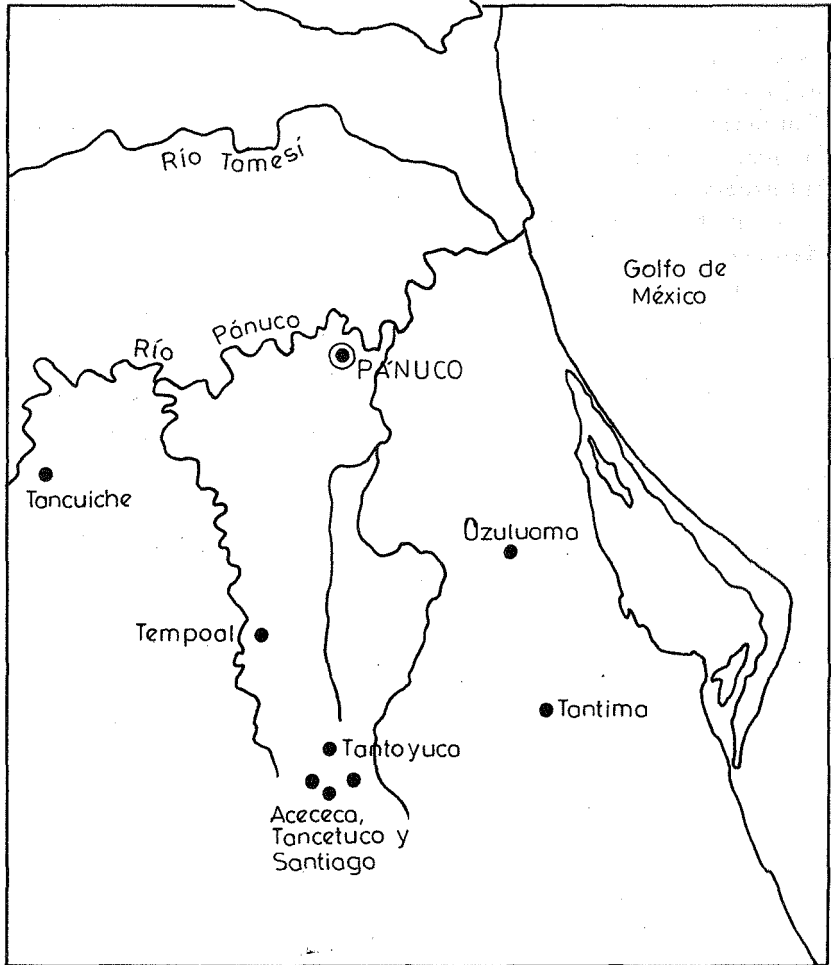 Río Tamesí
Golfo de
México
Río Pánuco
PÁNUCO
Tancuiche
Ozuluama
Tempoal
Tantima
Tantoyuca
Acececa,
Tancetuco y
Santiago